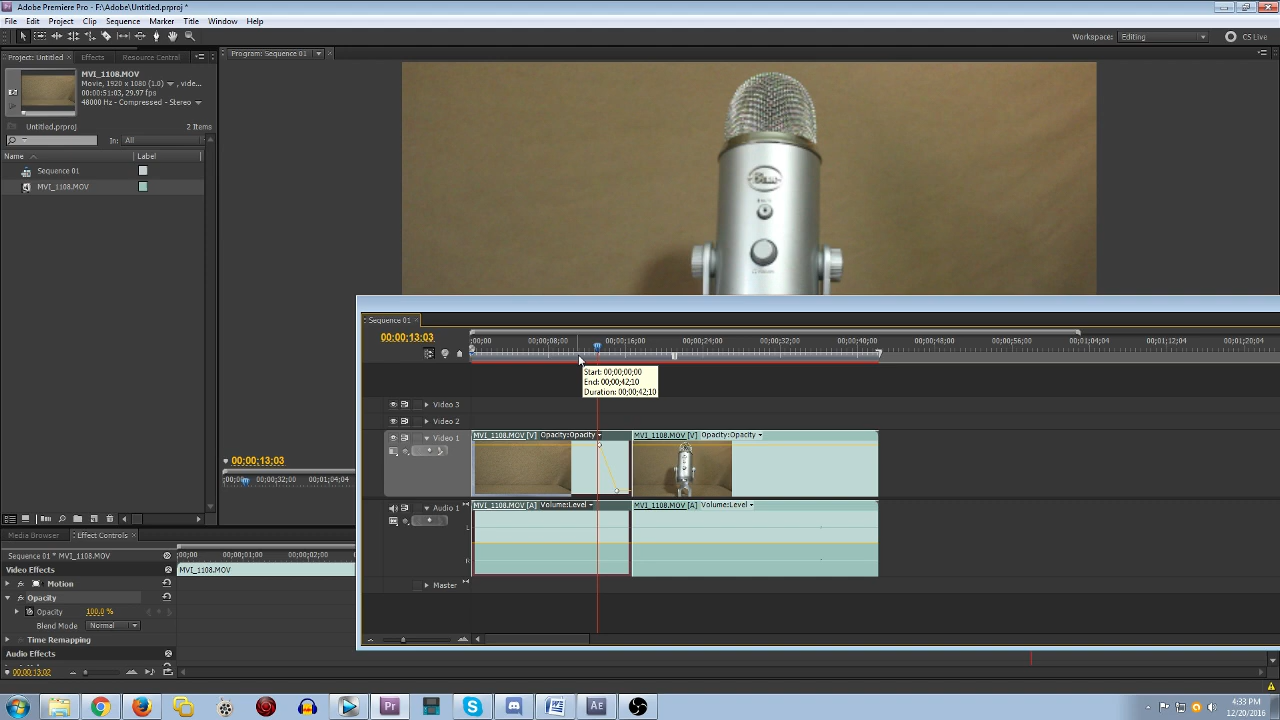 Adobe Premiere Pro - F:\Adobe\Untitled.prproj *
File Edit Project Clip Sequence Marker Title Window Help
Workspace: Editing CS Live
Project: Untitled Effects Resource Central
Program: Sequence 01
MVI_1108.MOV
Movie, 1920 x 1080 (1.0) , vide...
00:00:51:03, 29.97 fps
48000 Hz - Compressed - Stereo
Untitled.prproj 2 Items
In: All
Name Label
Sequence 01
MVI_1108.MOV
Blue
Sequence 01
00;00;13;03
;00;00 00;00;08;00 00;00;16;00 00;00;24;00 00;00;32;00 00;00;40;00 00;00;48;00 00;00;56;00 00;01;04;00 00;01;12;00 00;01;20;00
Start: 00;00;00;00
End: 00;00;42;10
Duration: 00;00;42;10
Video 3
Video 2
MVI_1108.MOV [V] Opacity:Opacity MVI_1108.MOV [V] Opacity:Opacity
Video 1
00;00;13;03
;00;00 00;00;32;00 00;01;04;00
MVI_1108.MOV [A] Volume:Level MVI_1108.MOV [A] Volume:Level
Audio 1
L
R
Master
Media Browser Effect Controls
Sequence 01 * MVI_1108.MOV
;00;00 00;00;01;00 00;00;02;00
Video Effects
MVI_1108.MOV
Motion
Opacity
Opacity 100.0 %
Blend Mode Normal
Time Remapping
Audio Effects
00;00;13;02
Pr
Ae
4:33 PM
12/20/2016